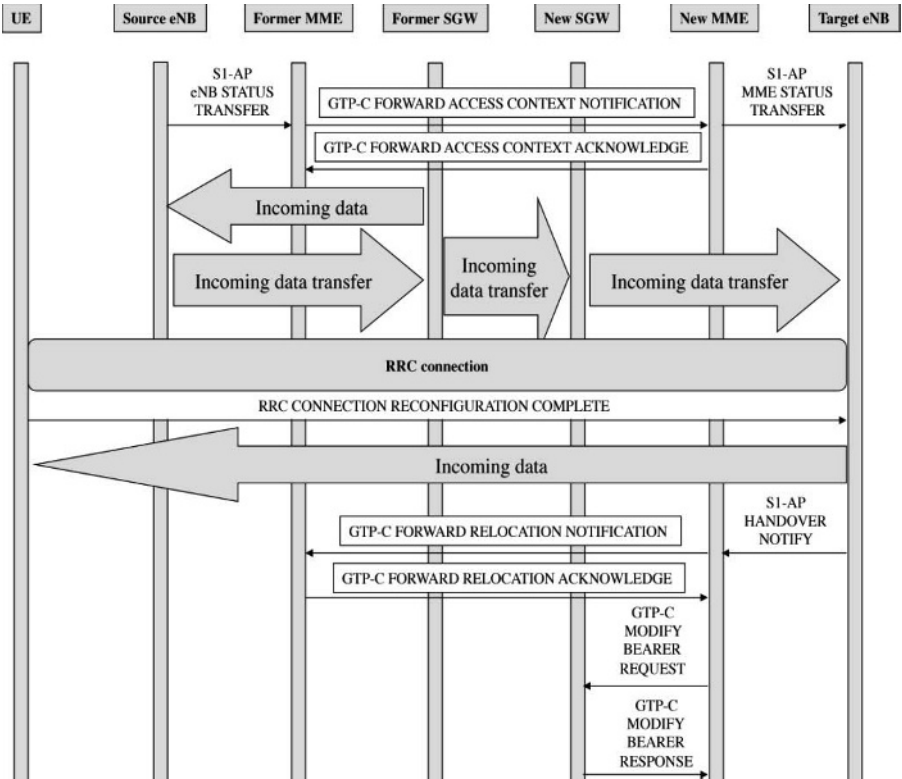 UE
Source eNB
Former MME
Former SGW
New SGW
New MME
Target eNB
S1-AP
eNB STATUS
TRANSFER
GTP-C FORWARD ACCESS CONTEXT NOTIFICATION
S1-AP
MME STATUS
TRANSFER
GTP-C FORWARD ACCESS CONTEXT ACKNOWLEDGE
Incoming data
Incoming data transfer
Incoming
data transfer
Incoming data transfer
RRC connection
RRC CONNECTION RECONFIGURATION COMPLETE
Incoming data
S1-AP
HANDOVER
NOTIFY
GTP-C FORWARD RELOCATION NOTIFICATION
GTP-C FORWARD RELOCATION ACKNOWLEDGE
GTP-C
MODIFY
BEARER
REQUEST
GTP-C
MODIFY
BEARER
RESPONSE